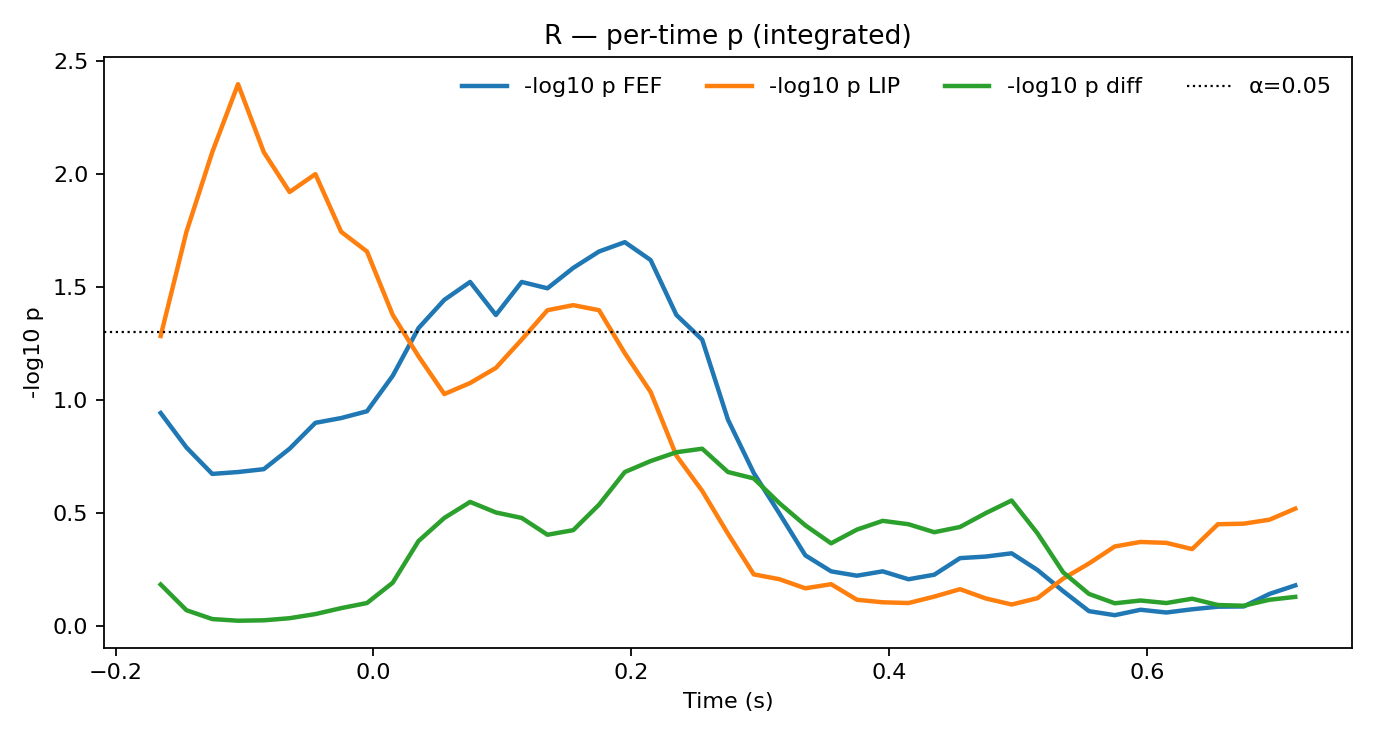 R — per-time p (integrated)
-log10 p FEF
-log10 p LIP
-log10 p diff
α=0.05
2.5
2.0
1.5
1.0
0.5
0.0
-log10 p
−0.2
0.0
0.2
0.4
0.6
Time (s)